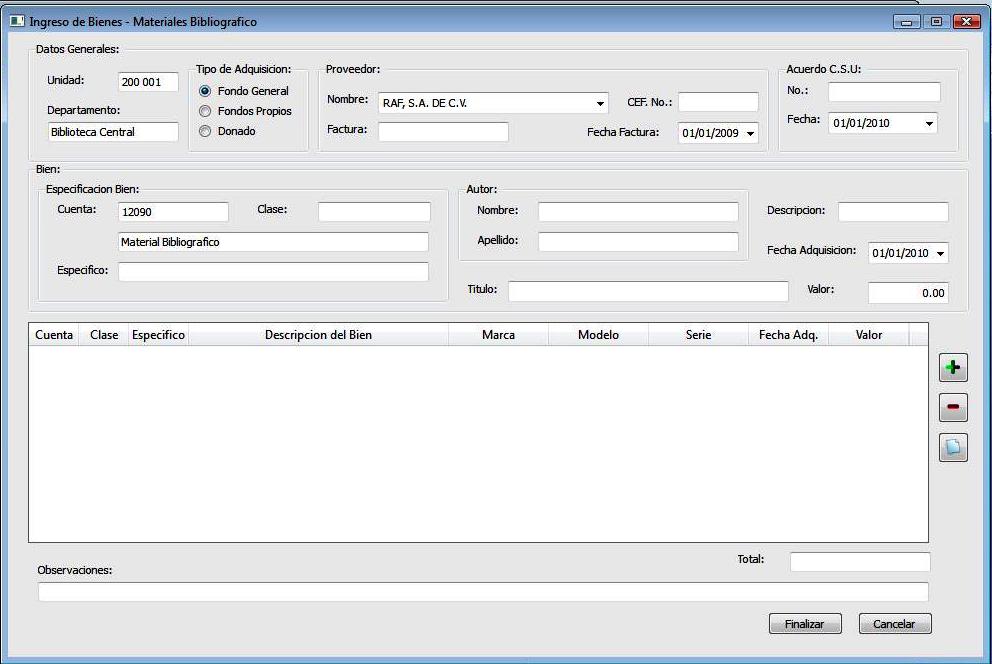 Ingreso de Bienes - Materiales Bibliografico
Datos Generales:
Unidad: 200 001
Departamento:
Biblioteca Central
Tipo de Adquisicion:
Fondo General
Fondos Propios
Donado
Proveedor:
Nombre: RAF, S.A. DE C.V. CEF. No.:
Factura: Fecha Factura: 01/01/2009
Acuerdo C.S.U:
No.:
Fecha: 01/01/2010
Bien:
Especificacion Bien:
Cuenta: 12090 Clase:
Material Bibliografico
Especifico:
Autor:
Nombre:
Apellido:
Descripcion:
Fecha Adquisicion: 01/01/2010
Titulo: Valor: 0.00
Cuenta Clase Especifico Descripcion del Bien Marca Modelo Serie Fecha Adq. Valor
Total:
Observaciones:
Finalizar Cancelar